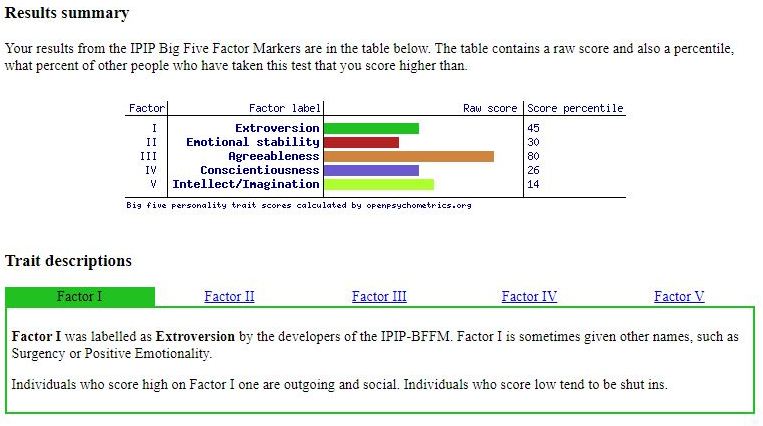 Results summary
Your results from the IPIP Big Five Factor Markers are in the table below. The table contains a raw score and also a percentile,
what percent of other people who have taken this test that you score higher than.
Factor Factor label Raw score Score percentile
I Extroversion 45
II Emotional stability 30
III Agreeableness 80
IV Conscientiousness 26
V Intellect/Imagination 14
Big five personality trait scores calculated by openpsychometrics.org
Trait descriptions
Factor I Factor II Factor III Factor IV Factor V
Factor I was labelled as Extroversion by the developers of the IPIP-BFFM. Factor I is sometimes given other names, such as
Surgency or Positive Emotionality.
Individuals who score high on Factor I one are outgoing and social. Individuals who score low tend to be shut ins.